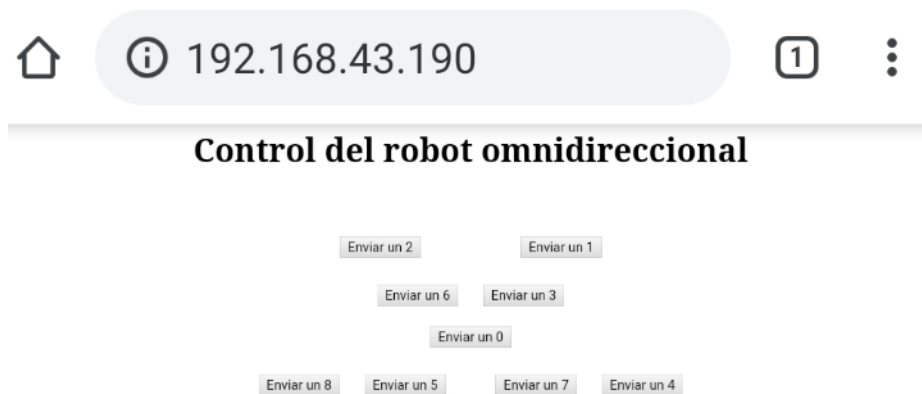 192.168.43.190 1
Control del robot omnidireccional
Enviar un 2 Enviar un 1
Enviar un 6 Enviar un 3
Enviar un 0
Enviar un 8 Enviar un 5 Enviar un 7 Enviar un 4